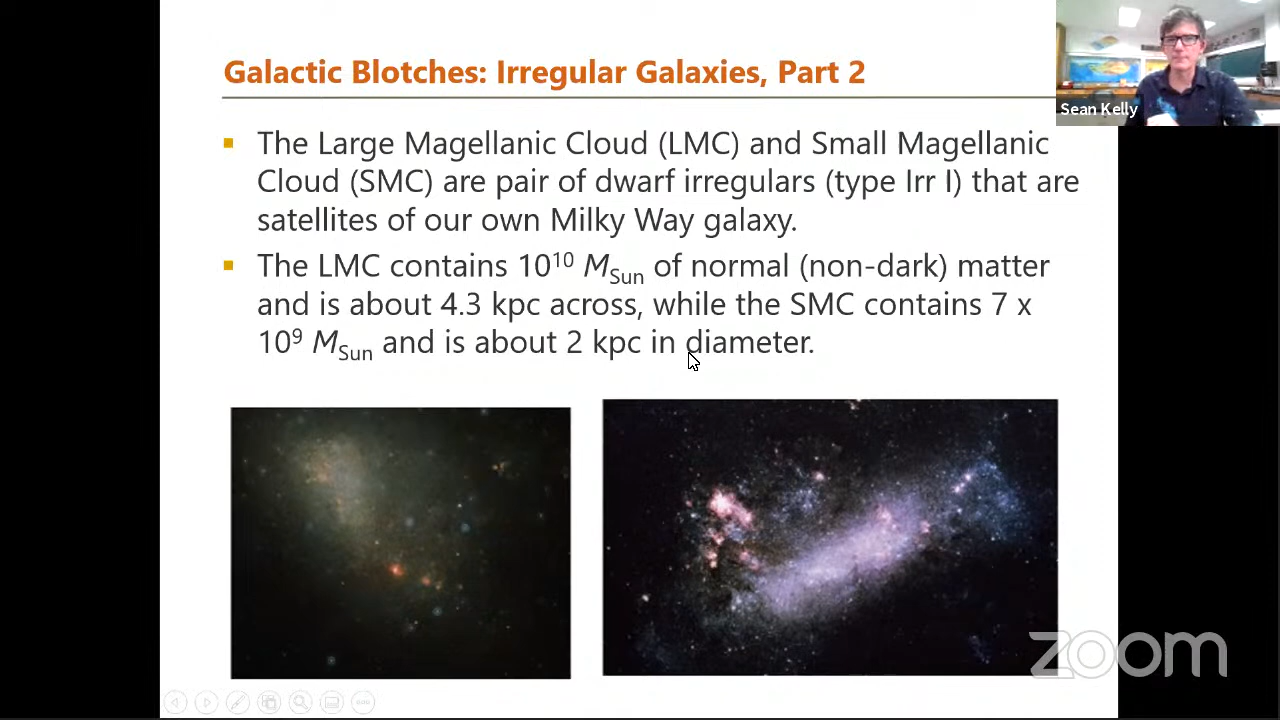 Galactic Blotches: Irregular Galaxies, Part 2
Sean Kelly
▪ The Large Magellanic Cloud (LMC) and Small Magellanic
Cloud (SMC) are pair of dwarf irregulars (type Irr I) that are
satellites of our own Milky Way galaxy.
▪ The LMC contains 10¹⁰ M_Sun of normal (non-dark) matter
and is about 4.3 kpc across, while the SMC contains 7 x
10⁹ M_Sun and is about 2 kpc in diameter.
zoom